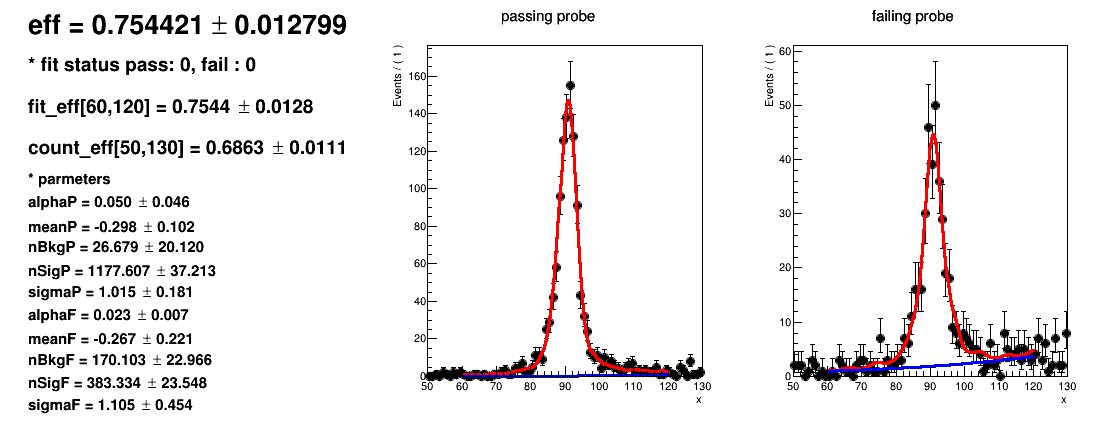 eff = 0.754421 ± 0.012799
* fit status pass: 0, fail : 0
fit_eff[60,120] = 0.7544 ± 0.0128
count_eff[50,130] = 0.6863 ± 0.0111
* parmeters
alphaP = 0.050 ± 0.046
meanP = -0.298 ± 0.102
nBkgP = 26.679 ± 20.120
nSigP = 1177.607 ± 37.213
sigmaP = 1.015 ± 0.181
alphaF = 0.023 ± 0.007
meanF = -0.267 ± 0.221
nBkgF = 170.103 ± 22.966
nSigF = 383.334 ± 23.548
sigmaF = 1.105 ± 0.454
passing probe
Events / ( 1 )
160
140
120
100
80
60
40
20
0
50 60 70 80 90 100 110 120 130
x
failing probe
Events / ( 1 )
60
50
40
30
20
10
0
50 60 70 80 90 100 110 120 130
x